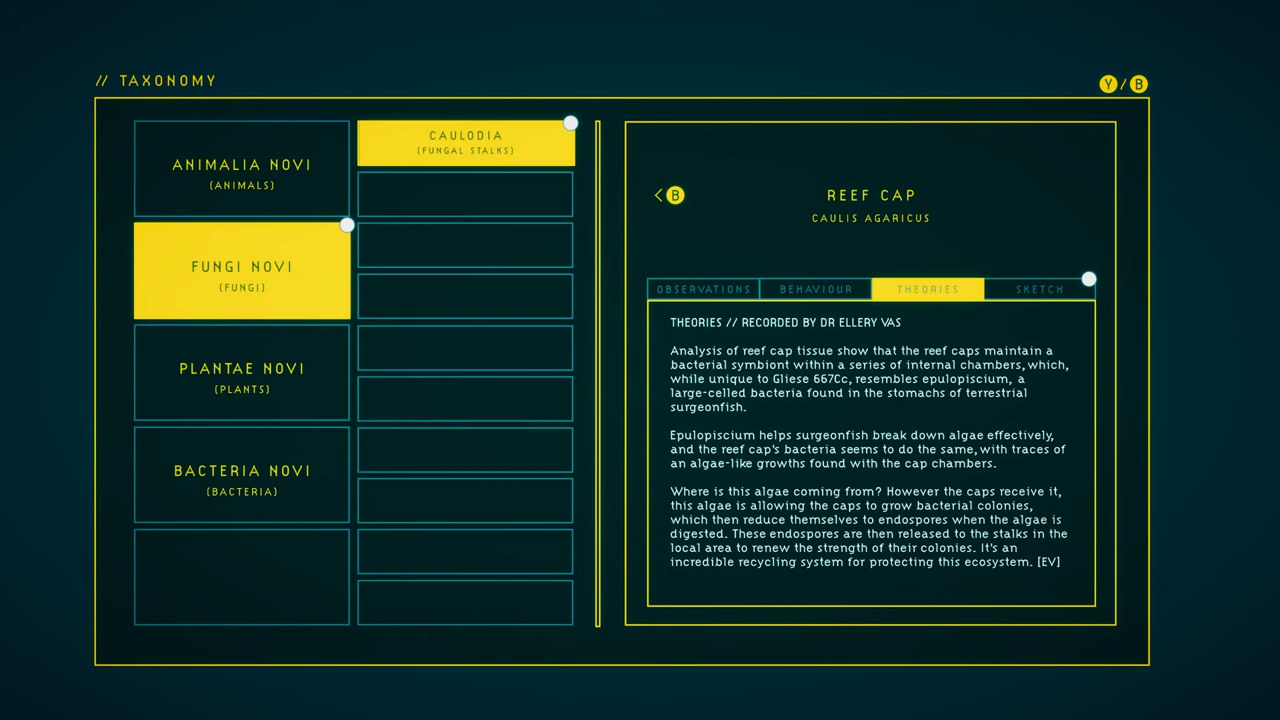 // TAXONOMY
Y / B
ANIMALIA NOVI
(ANIMALS)
FUNGI NOVI
(FUNGI)
PLANTAE NOVI
(PLANTS)
BACTERIA NOVI
(BACTERIA)
CAULODIA
(FUNGAL STALKS)
< B
REEF CAP
CAULIS AGARICUS
OBSERVATIONS BEHAVIOUR THEORIES SKETCH
THEORIES // RECORDED BY DR ELLERY VAS
Analysis of reef cap tissue show that the reef caps maintain a
bacterial symbiont within a series of internal chambers, which,
while unique to Gliese 667Cc, resembles epulopiscium, a
large-celled bacteria found in the stomachs of terrestrial
surgeonfish.
Epulopiscium helps surgeonfish break down algae effectively,
and the reef cap's bacteria seems to do the same, with traces of
an algae-like growths found with the cap chambers.
Where is this algae coming from? However the caps receive it,
this algae is allowing the caps to grow bacterial colonies,
which then reduce themselves to endospores when the algae is
digested. These endospores are then released to the stalks in the
local area to renew the strength of their colonies. It's an
incredible recycling system for protecting this ecosystem. [EV]